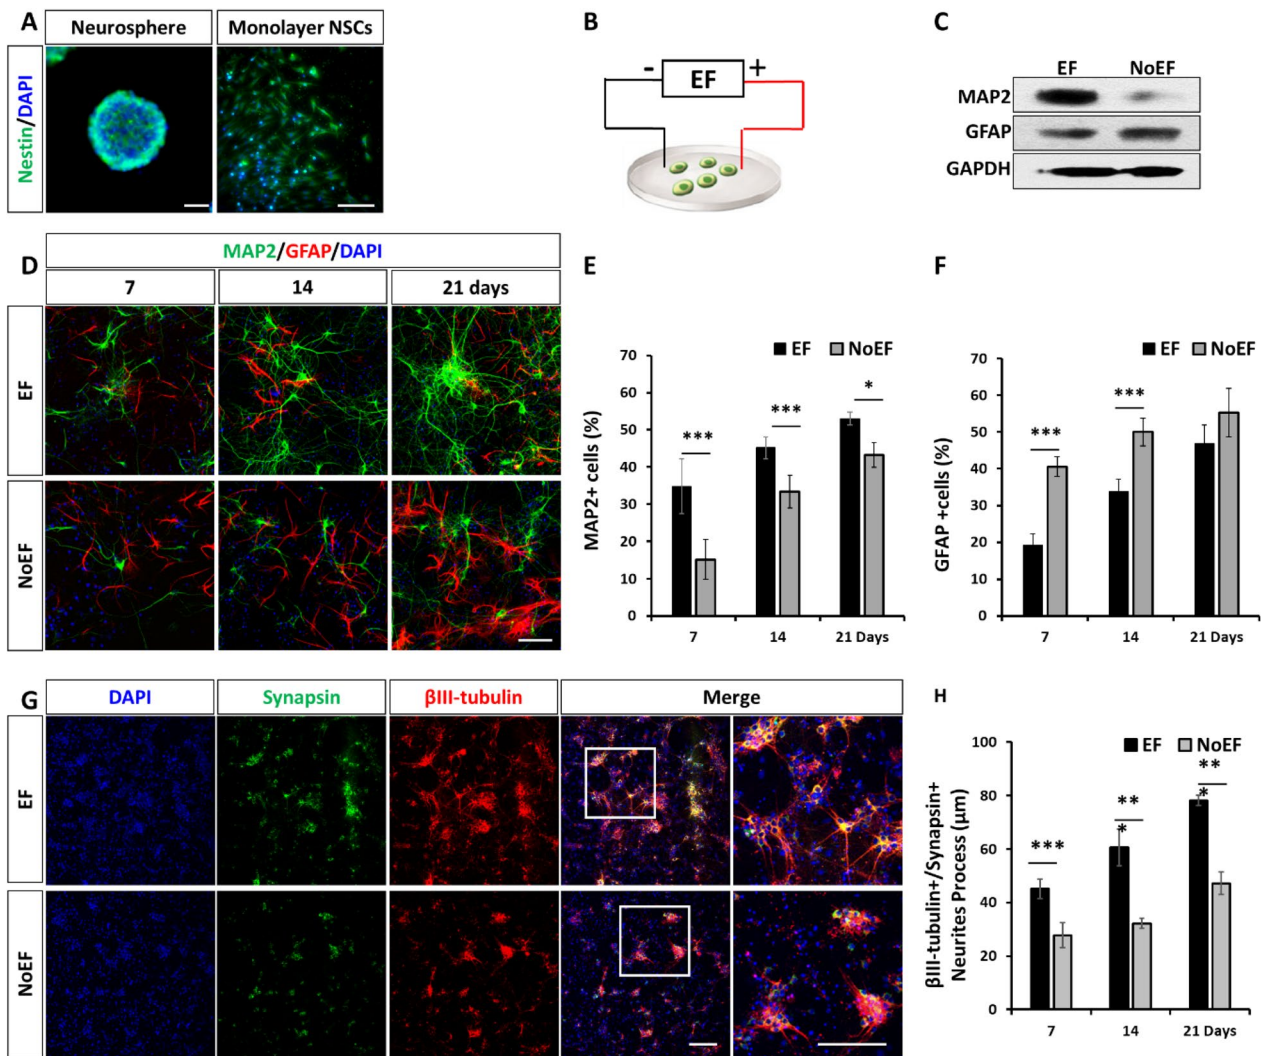 A
Neurosphere
Monolayer NSCs
Nestin/DAPI
B
- EF +
C
EF NoEF
MAP2
GFAP
GAPDH
D
MAP2/GFAP/DAPI
7
14
21 days
EF
NoEF
E
EF NoEF
MAP2+ cells (%)
70
60
50
40
30
20
10
0
***
***
*
7 14 21 Days
F
EF NoEF
GFAP +cells (%)
70
60
50
40
30
20
10
0
***
***
7 14 21 Days
G
DAPI
Synapsin
βIII-tubulin
Merge
EF
NoEF
H
EF NoEF
βIII-tubulin+/Synapsin+
Neurites Process (μm)
100
80
60
40
20
0
***
**
*
**
*
7 14 21 Days